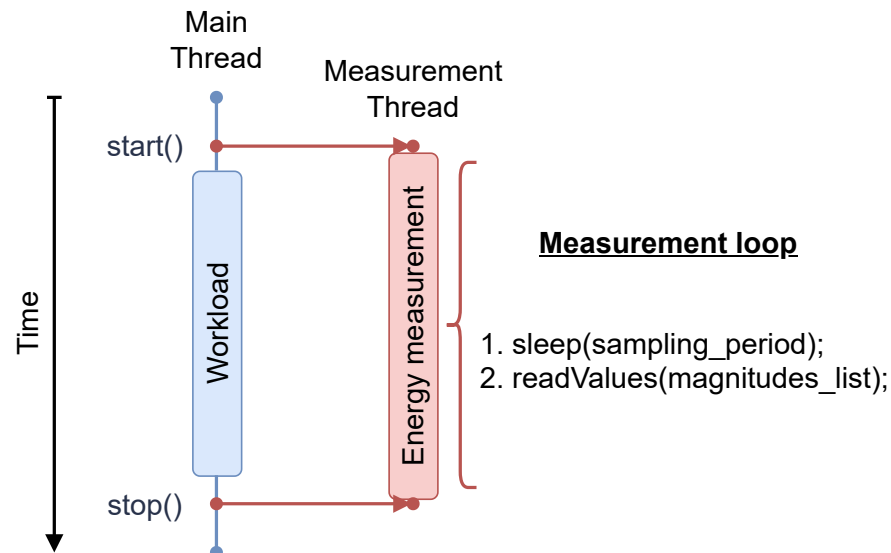 Main
Thread
Measurement
Thread
start()
Time
Workload
Energy measurement
Measurement loop
1. sleep(sampling_period);
2. readValues(magnitudes_list);
stop()